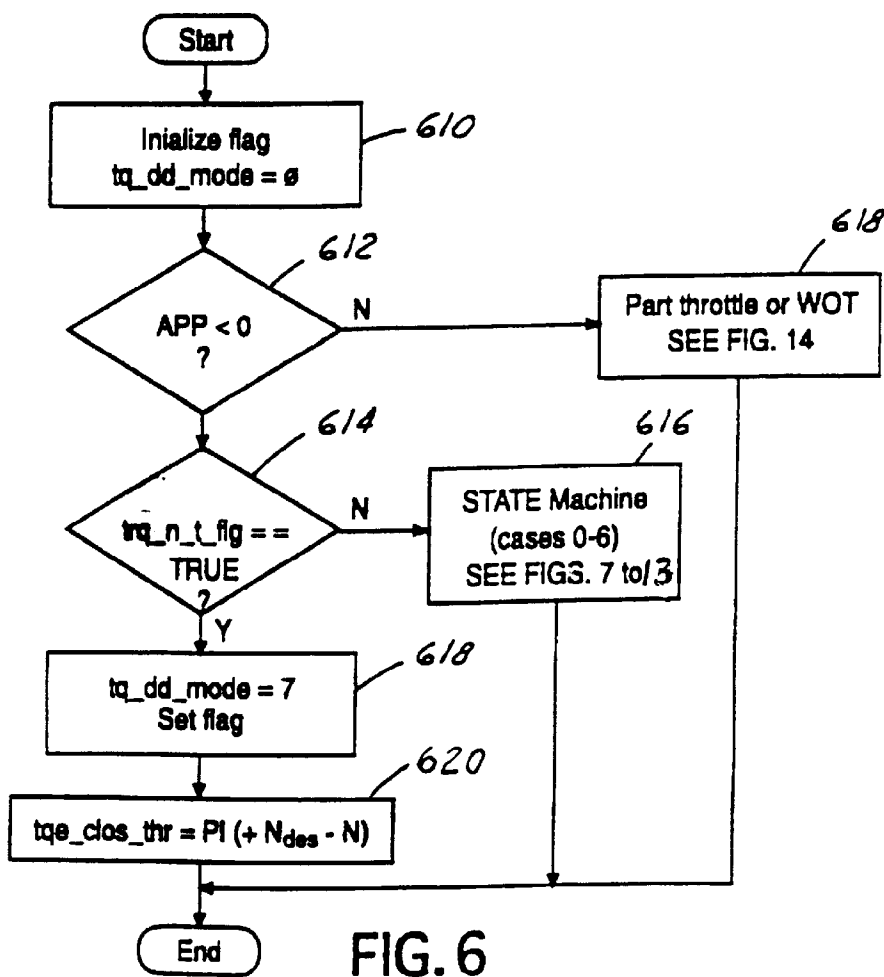 Start
Inialize flag
tq_dd_mode = ø
610
APP < 0
?
612
N
Part throttle or WOT
SEE FIG. 14
618
trq_n_t_flg ==
TRUE
?
614
N
Y
STATE Machine
(cases 0-6)
SEE FIGS. 7 to 13
616
tq_dd_mode = 7
Set flag
618
tqe_clos_thr = PI (+ Ndes - N)
620
End
FIG. 6